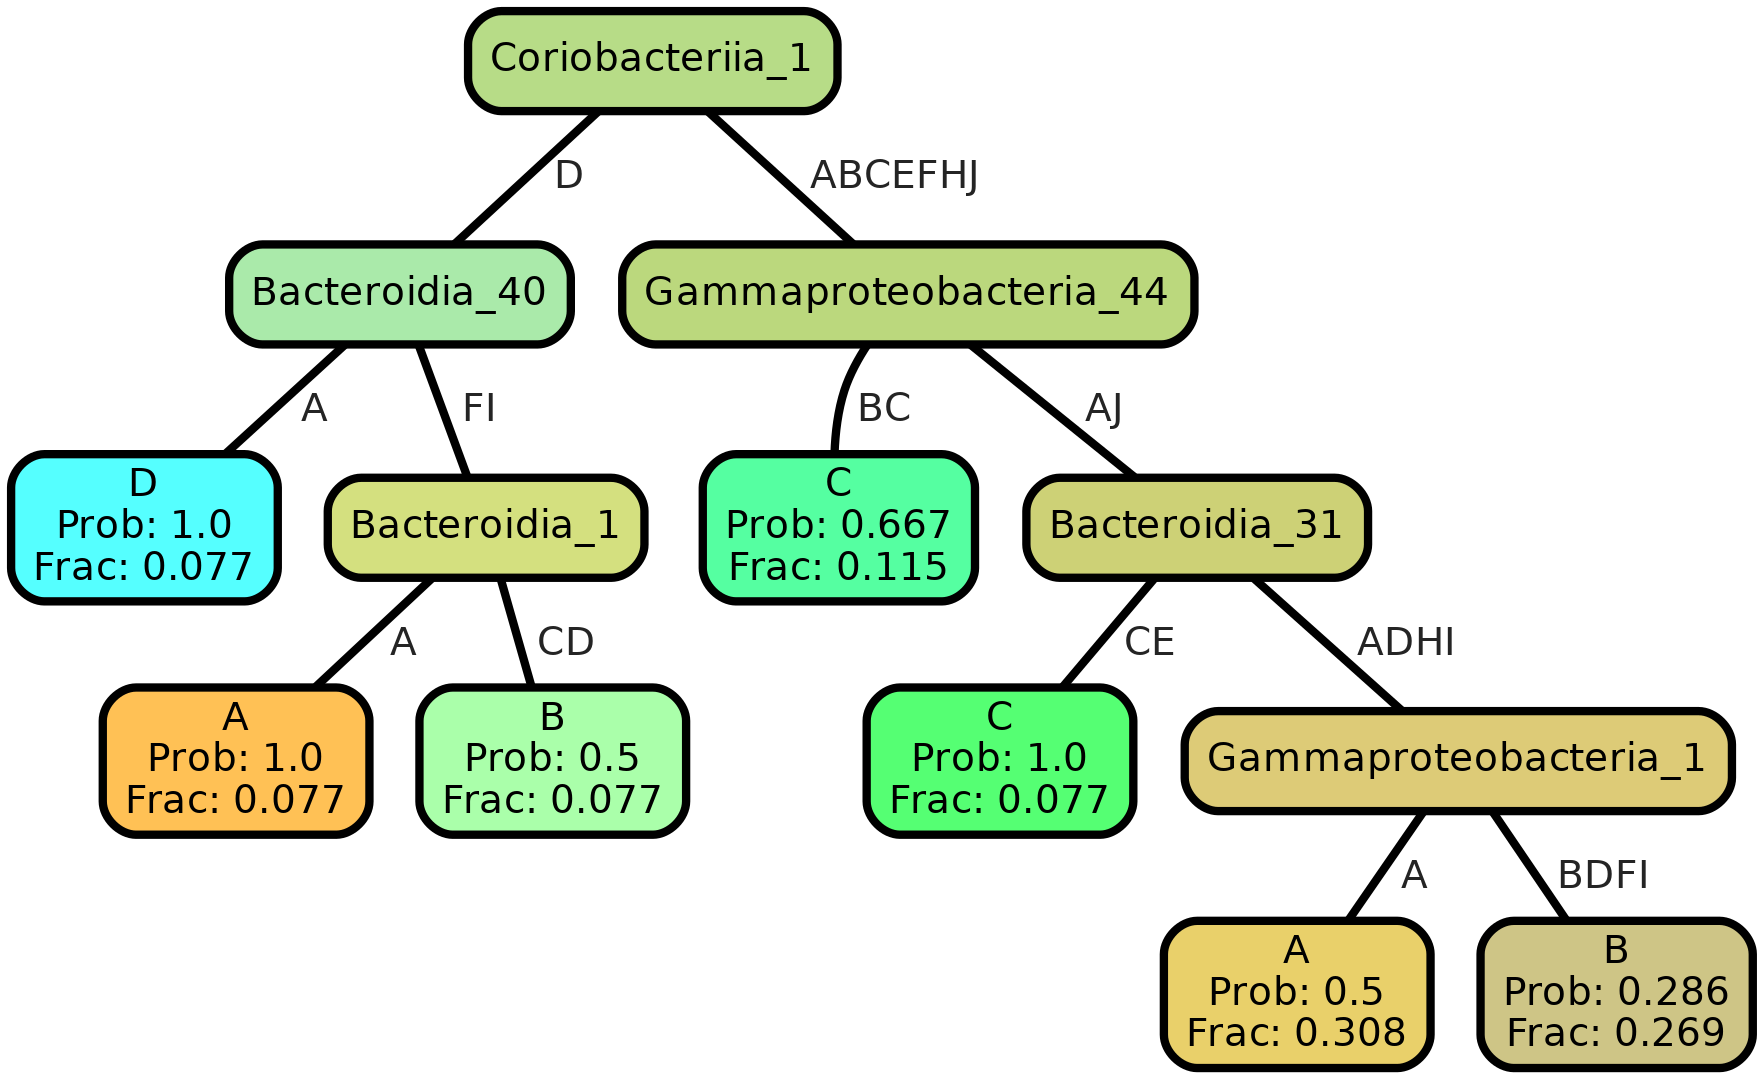 Coriobacteriia_1
D
ABCEFHJ
Bacteroidia_40
Gammaproteobacteria_44
A
FI
BC
AJ
D
Prob: 1.0
Frac: 0.077
Bacteroidia_1
C
Prob: 0.667
Frac: 0.115
Bacteroidia_31
A
CD
CE
ADHI
A
Prob: 1.0
Frac: 0.077
B
Prob: 0.5
Frac: 0.077
C
Prob: 1.0
Frac: 0.077
Gammaproteobacteria_1
A
BDFI
A
Prob: 0.5
Frac: 0.308
B
Prob: 0.286
Frac: 0.269